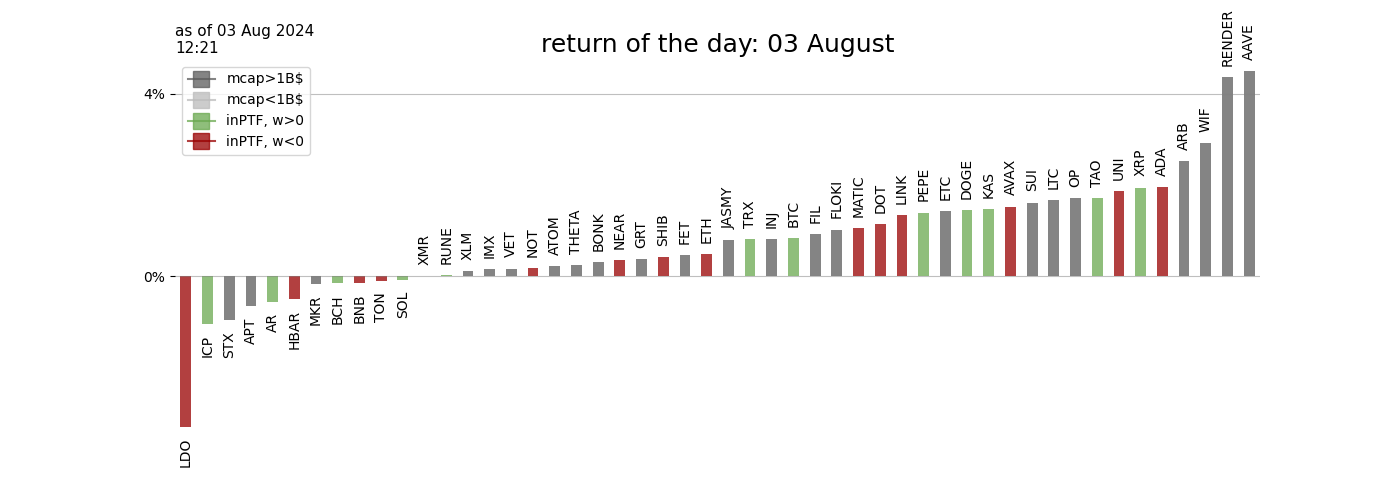 as of 03 Aug 2024
12:21
return of the day: 03 August
mcap>1B$
mcap<1B$
inPTF, w>0
inPTF, w<0
4%
0%
LDO
ICP
STX
APT
AR
HBAR
MKR
BCH
BNB
TON
SOL
XMR
RUNE
XLM
IMX
VET
NOT
ATOM
THETA
BONK
NEAR
GRT
SHIB
FET
ETH
JASMY
TRX
INJ
BTC
FIL
FLOKI
MATIC
DOT
LINK
PEPE
ETC
DOGE
KAS
AVAX
SUI
LTC
OP
TAO
UNI
XRP
ADA
ARB
WIF
RENDER
AAVE